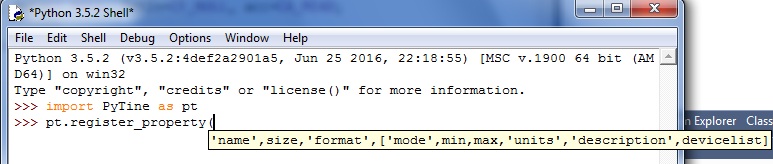 *Python 3.5.2 Shell*
File Edit Shell Debug Options Window Help
Python 3.5.2 (v3.5.2:4def2a2901a5, Jun 25 2016, 22:18:55) [MSC v.1900 64 bit (AM
D64)] on win32
Type "copyright", "credits" or "license()" for more information.
>>> import PyTine as pt
>>> pt.register_property(
'name',size,'format',['mode',min,max,'units','description',devicelist]
Explorer Class